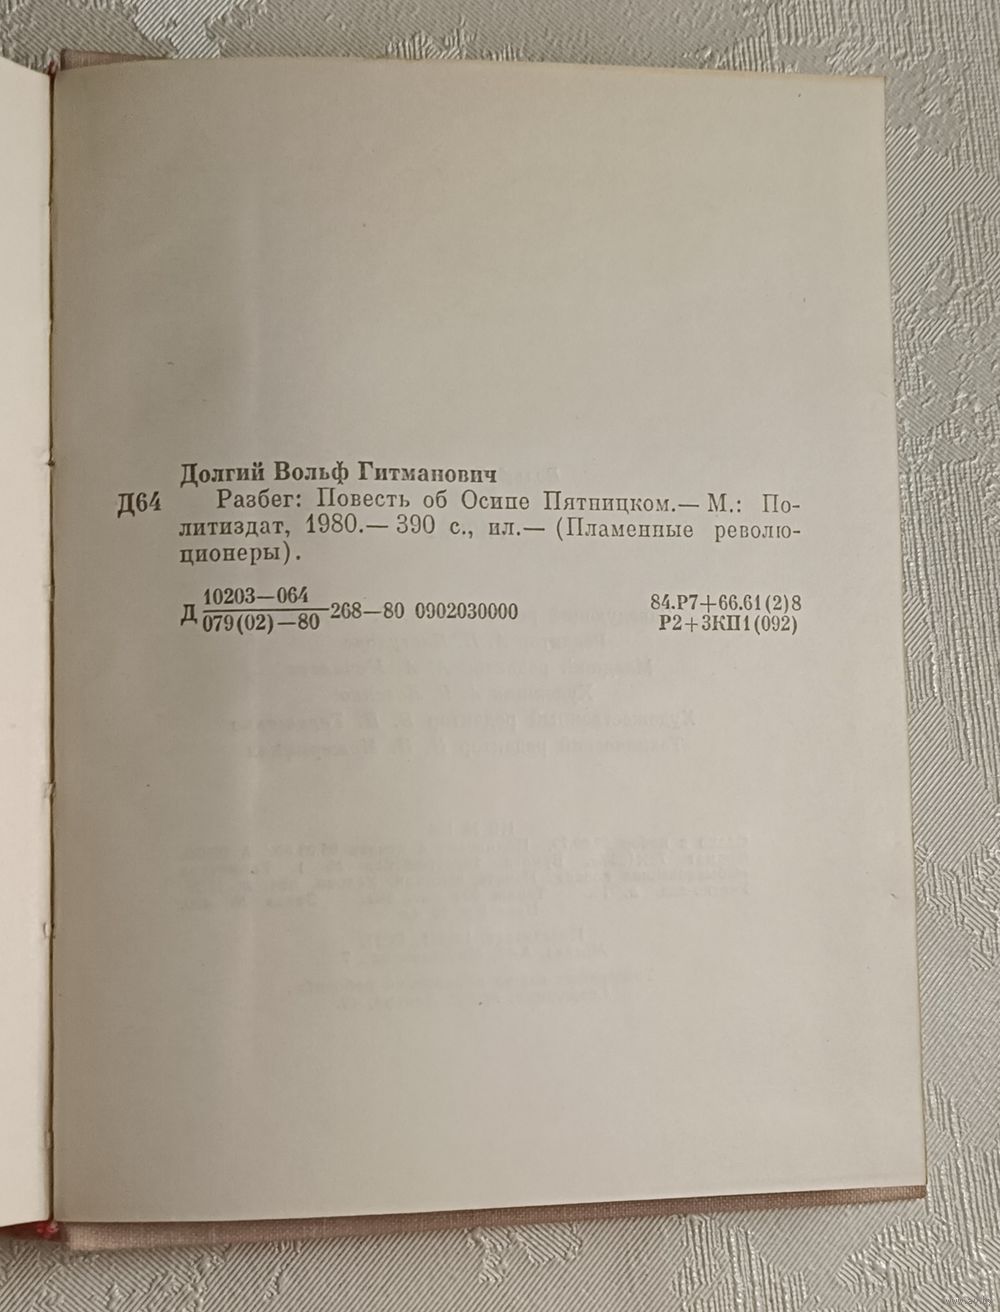 Долгий Вольф Гитманович
Д64 Разбег: Повесть об Осипе Пятницком.— М.: По-
литиздат, 1980.— 390 с., ил.— (Пламенные револю-
ционеры).
10203—064
Д 079(02)—80 268—80 0902030000
84.Р7+66.61(2)8
Р2+3КП1(092)